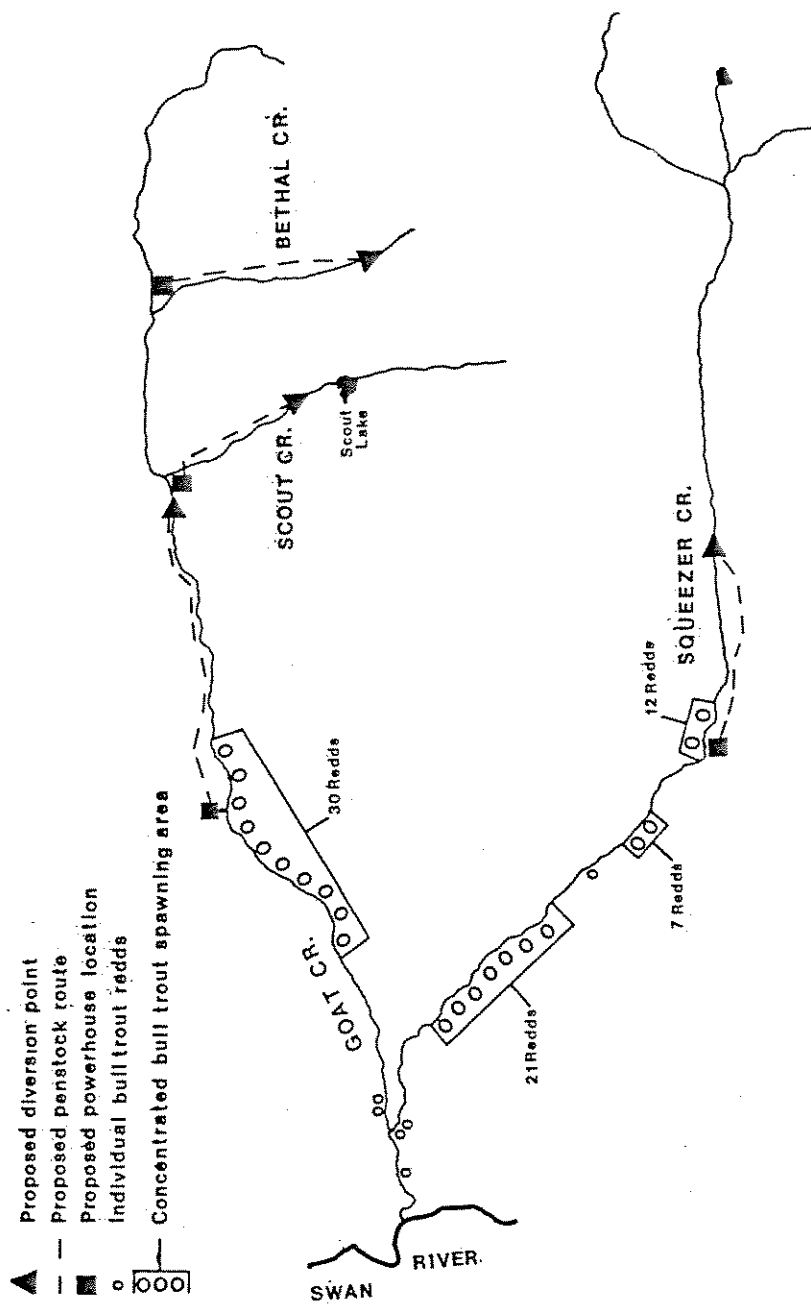 Proposed diversion point
Proposed penstock route
Proposed powerhouse location
Individual bull trout redds
Concentrated bull trout spawning area
BETHAL CR.
SCOUT CR.
Scout
Lake
SQUEEZER CR.
12 Redds
30 Redds
7 Redds
GOAT CR.
21 Redds
SWAN RIVER.